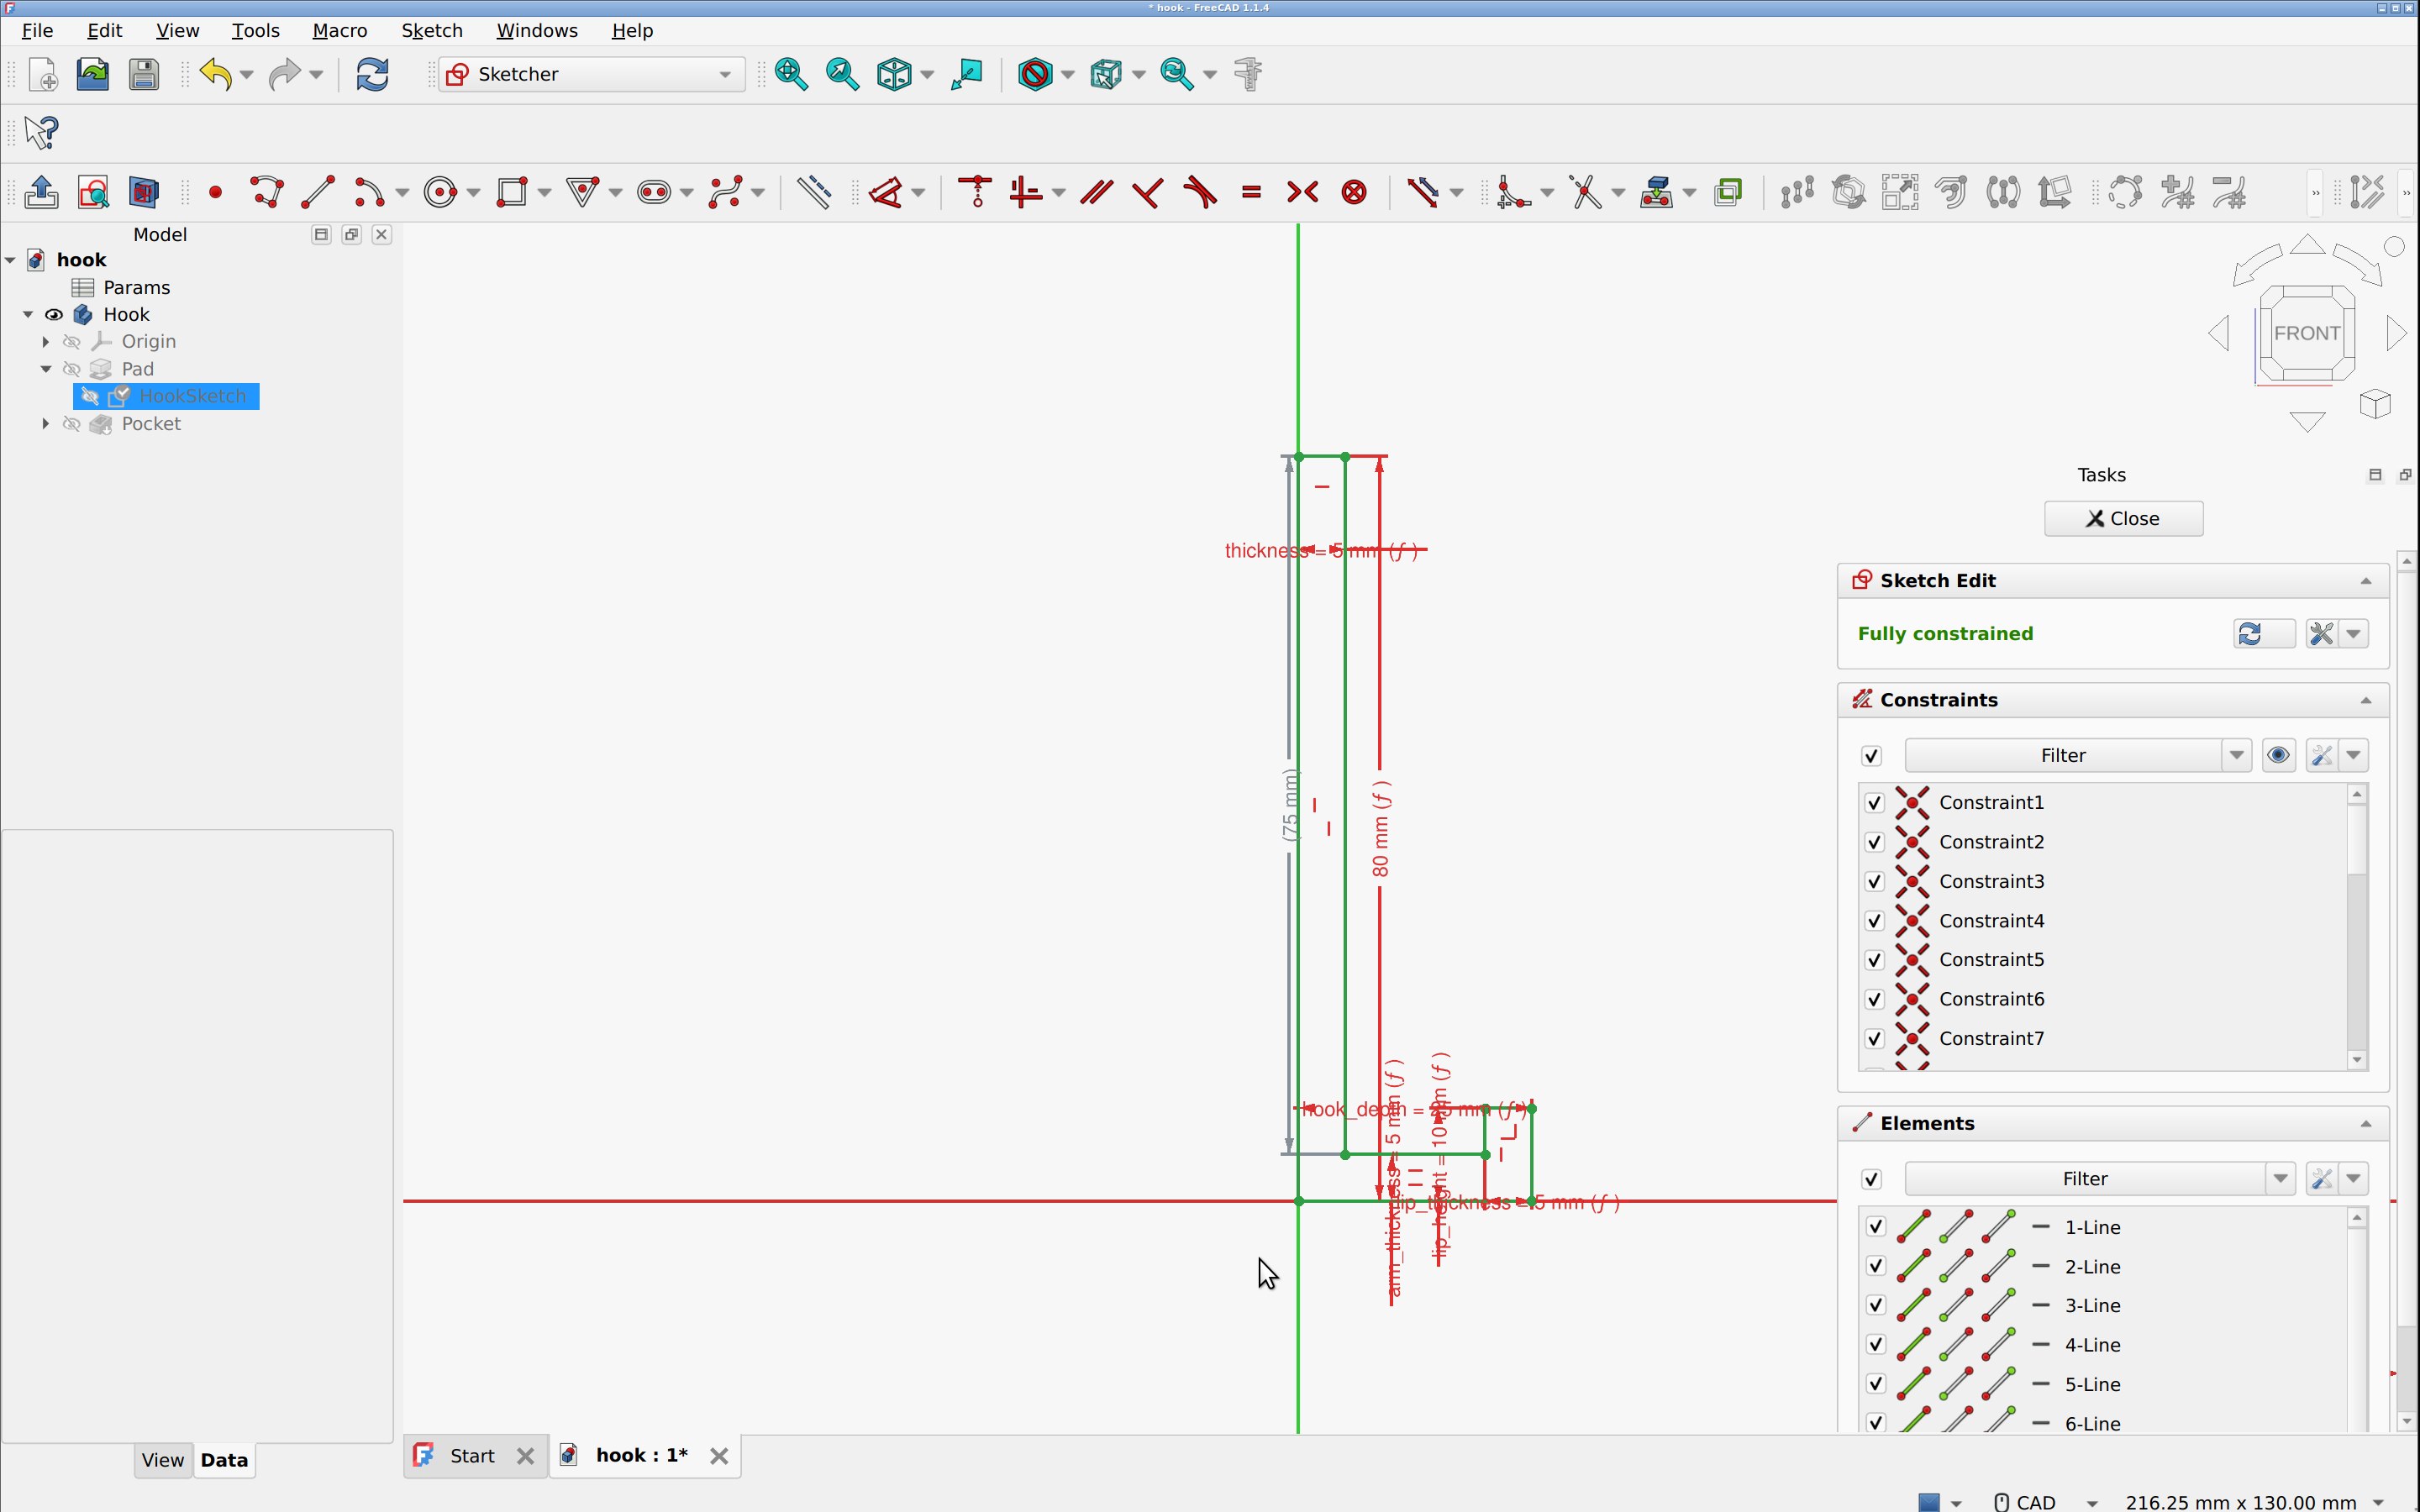 * hook - FreeCAD 1.1.4
File Edit View Tools Macro Sketch Windows Help
Sketcher
Model
hook
Params
Hook
Origin
Pad
HookSketch
Pocket
FRONT
Tasks
Close
Sketch Edit
Fully constrained
Constraints
Filter
Constraint1
Constraint2
Constraint3
Constraint4
Constraint5
Constraint6
Constraint7
Elements
Filter
1-Line
2-Line
3-Line
4-Line
5-Line
6-Line
thickness = 5 mm (ƒ )
(75 mm)
80 mm (ƒ )
hook_depth = 25 mm (ƒ )
arm_thickness = 5 mm (ƒ )
lip_height = 10 mm (ƒ )
lip_thickness = 5 mm (ƒ )
View Data
Start
hook : 1*
CAD
216.25 mm x 130.00 mm